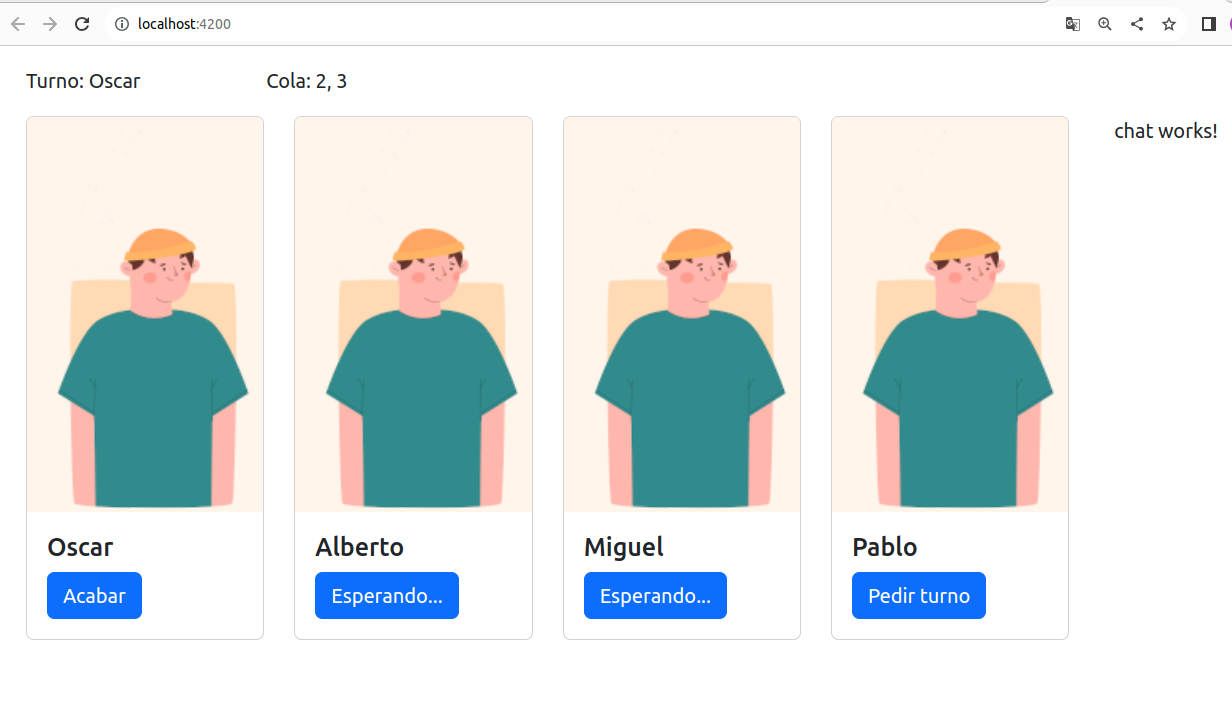 localhost:4200
Turno: Oscar
Cola: 2, 3
chat works!
Oscar
Alberto
Miguel
Pablo
Acabar
Esperando...
Esperando...
Pedir turno